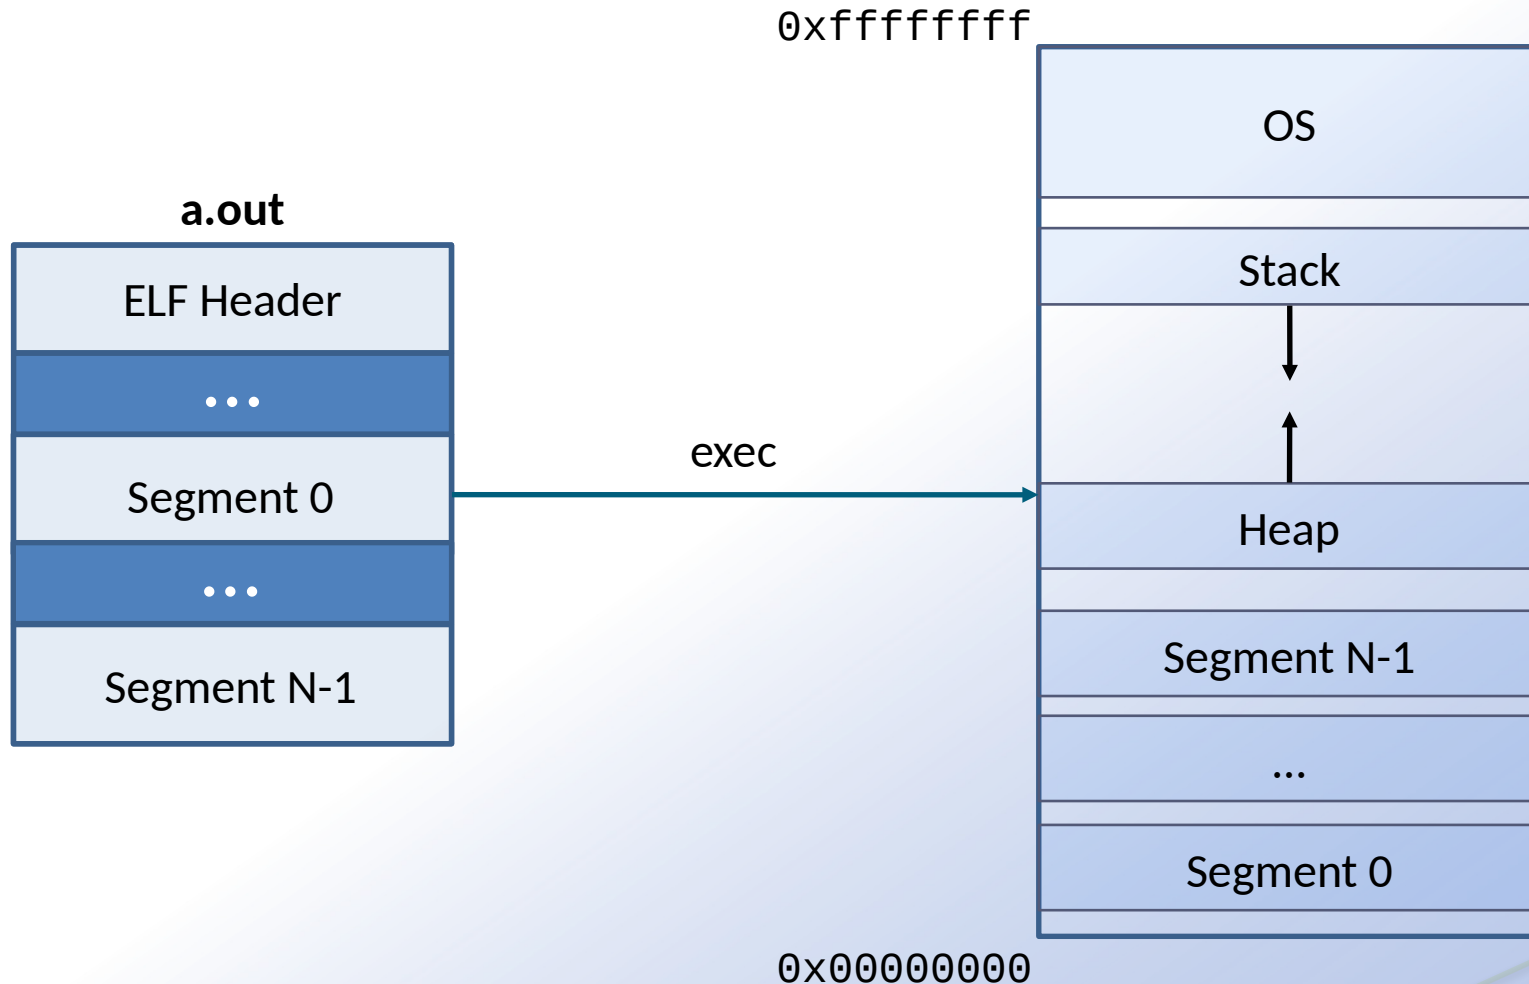 a.out
ELF Header
...
Segment 0
...
Segment N-1
exec
0xffffffff
OS
Stack
Heap
Segment N-1
...
Segment 0
0x00000000